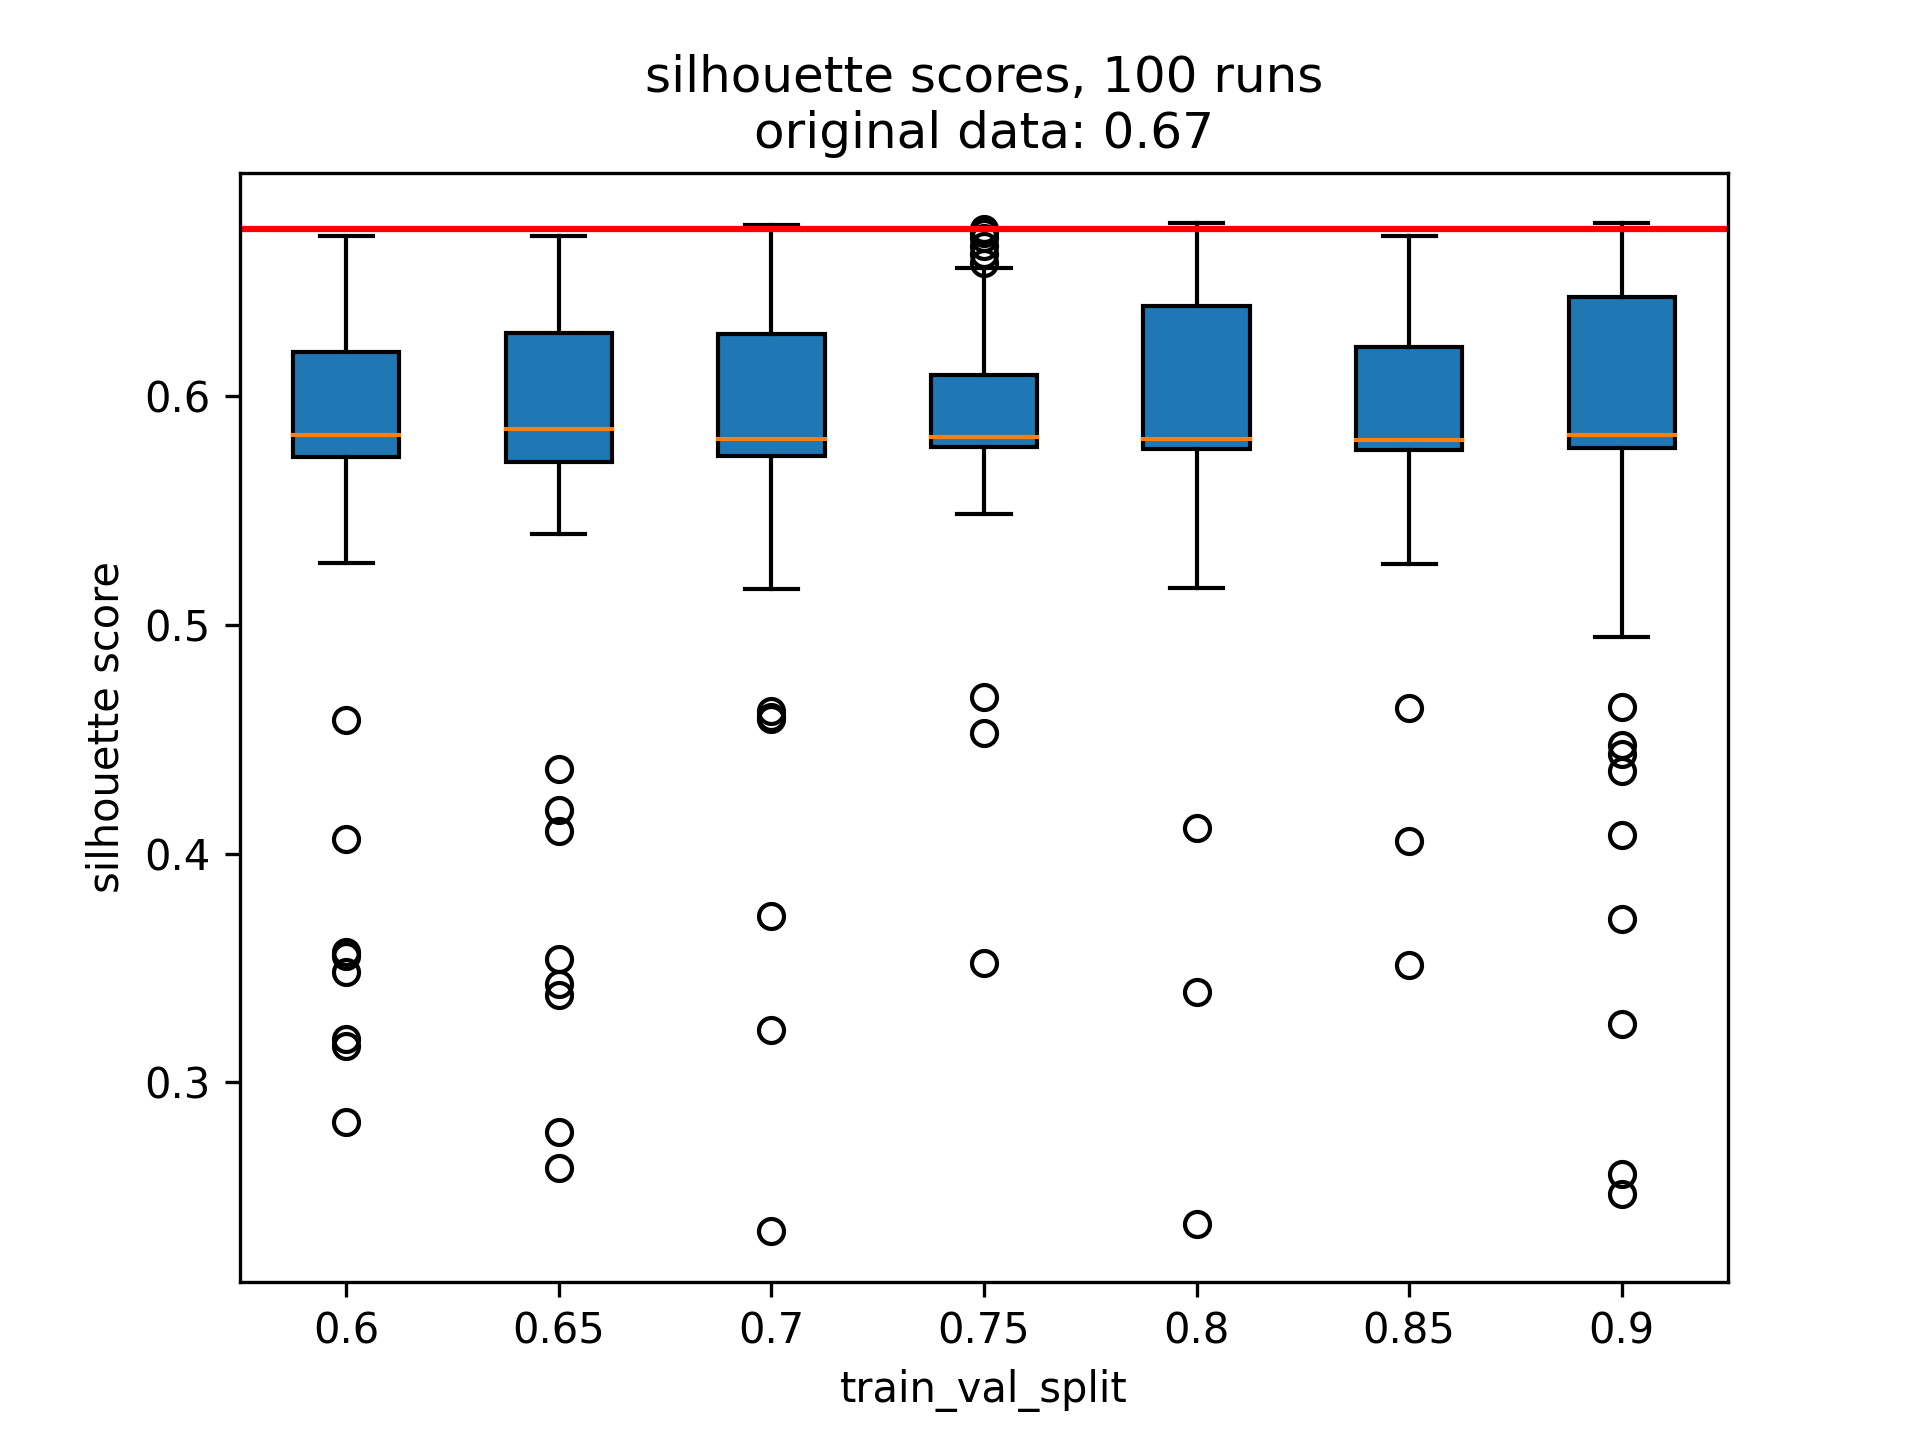 silhouette scores, 100 runs
original data: 0.67
silhouette score
0.6
0.5
0.4
0.3
0.6 0.65 0.7 0.75 0.8 0.85 0.9
train_val_split